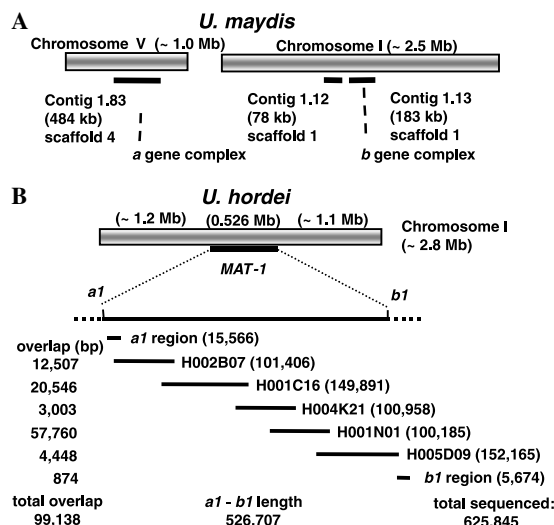 A
U. maydis
Chromosome V (~ 1.0 Mb)
Chromosome I (~ 2.5 Mb)
Contig 1.83
(484 kb)
scaffold 4
a gene complex
Contig 1.12
(78 kb)
scaffold 1
Contig 1.13
(183 kb)
scaffold 1
b gene complex
B
U. hordei
(~ 1.2 Mb) (0.526 Mb) (~ 1.1 Mb)
Chromosome I
(~ 2.8 Mb)
MAT-1
a1 b1
overlap (bp)
a1 region (15,566)
12,507
H002B07 (101,406)
20,546
H001C16 (149,891)
3,003
H004K21 (100,958)
57,760
H001N01 (100,185)
4,448
H005D09 (152,165)
874
b1 region (5,674)
total overlap
99,138
a1 - b1 length
526,707
total sequenced:
625,845